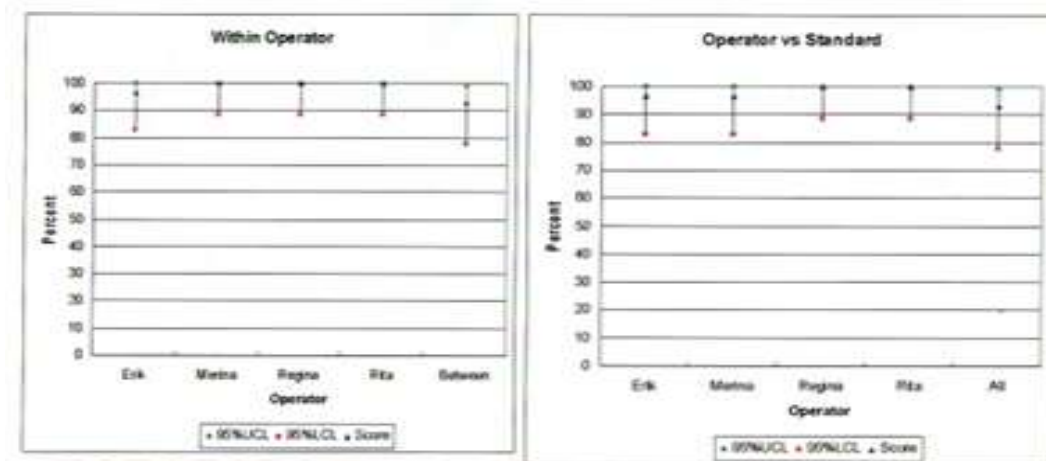 Within Operator
Percent
100
90
80
70
60
50
40
30
20
10
0
Erik
Merina
Regina
Rita
Between
Operator
95%UCL
95%LCL
Score
Operator vs Standard
Percent
100
90
80
70
60
50
40
30
20
10
0
Erik
Merina
Regina
Rita
All
Operator
95%UCL
95%LCL
Score